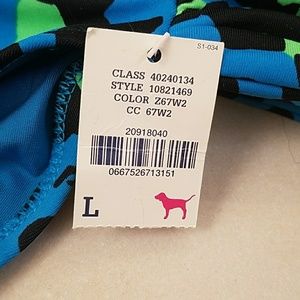 S1-034
CLASS 40240134
STYLE 10821469
COLOR Z67W2
CC 67W2
20918040
0667526713151
L